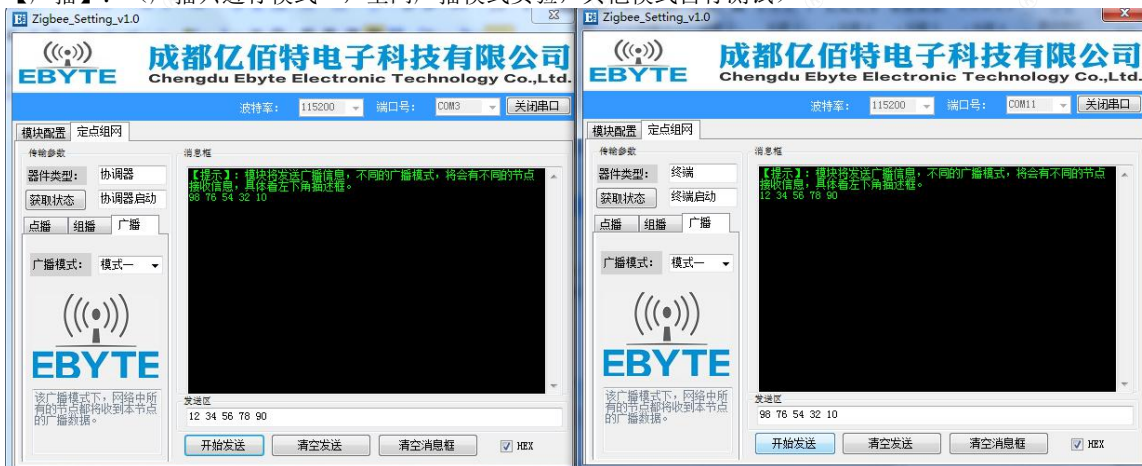 Zigbee_Setting_v1.0
EBYTE
成都亿佰特电子科技有限公司
Chengdu Ebyte Electronic Technology Co.,Ltd.
波特率: 115200 端口号: COM3 关闭串口
模块配置 定点组网
传输参数
器件类型: 协调器
获取状态 协调器启动
点播 组播 广播
广播模式: 模式一
EBYTE
该广播模式下，网络中所
有的节点都将收到本节点
的广播数据。
消息框
【提示】：模块将发送广播信息，不同的广播模式，将会有不同的节点
接收信息，具体看左下角描述框。
98 76 54 32 10
发送区
12 34 56 78 90
开始发送 清空发送 清空消息框 HEX
Zigbee_Setting_v1.0
EBYTE
成都亿佰特电子科技有限公司
Chengdu Ebyte Electronic Technology Co.,Ltd.
波特率: 115200 端口号: COM11 关闭串口
模块配置 定点组网
传输参数
器件类型: 终端
获取状态 终端启动
点播 组播 广播
广播模式: 模式一
EBYTE
该广播模式下，网络中所
有的节点都将收到本节点
的广播数据。
消息框
【提示】：模块将发送广播信息，不同的广播模式，将会有不同的节点
接收信息，具体看左下角描述框。
12 34 56 78 90
发送区
98 76 54 32 10
开始发送 清空发送 清空消息框 HEX